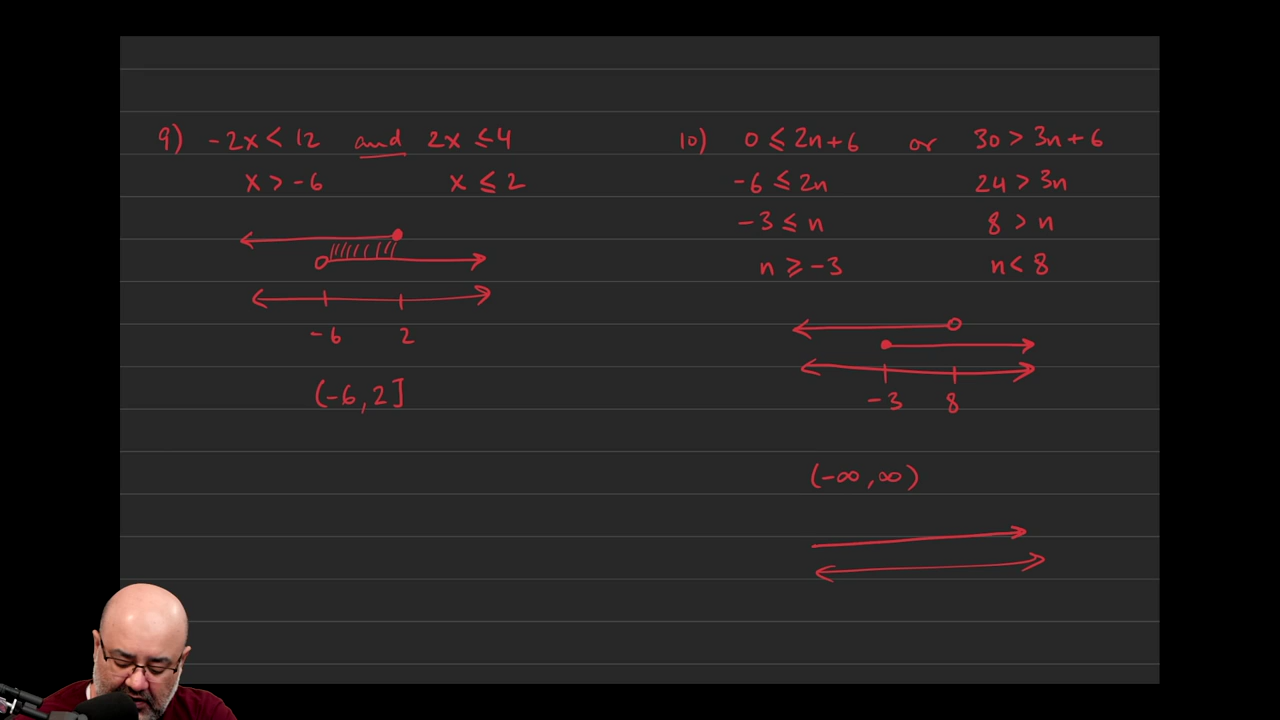 9) -2x < 12 and 2x ≤ 4
x > -6 x ≤ 2
-6 2
(-6, 2]
10) 0 ≤ 2n + 6 or 30 > 3n + 6
-6 ≤ 2n 24 > 3n
-3 ≤ n 8 > n
n ≥ -3 n < 8
-3 8
(-∞, ∞)